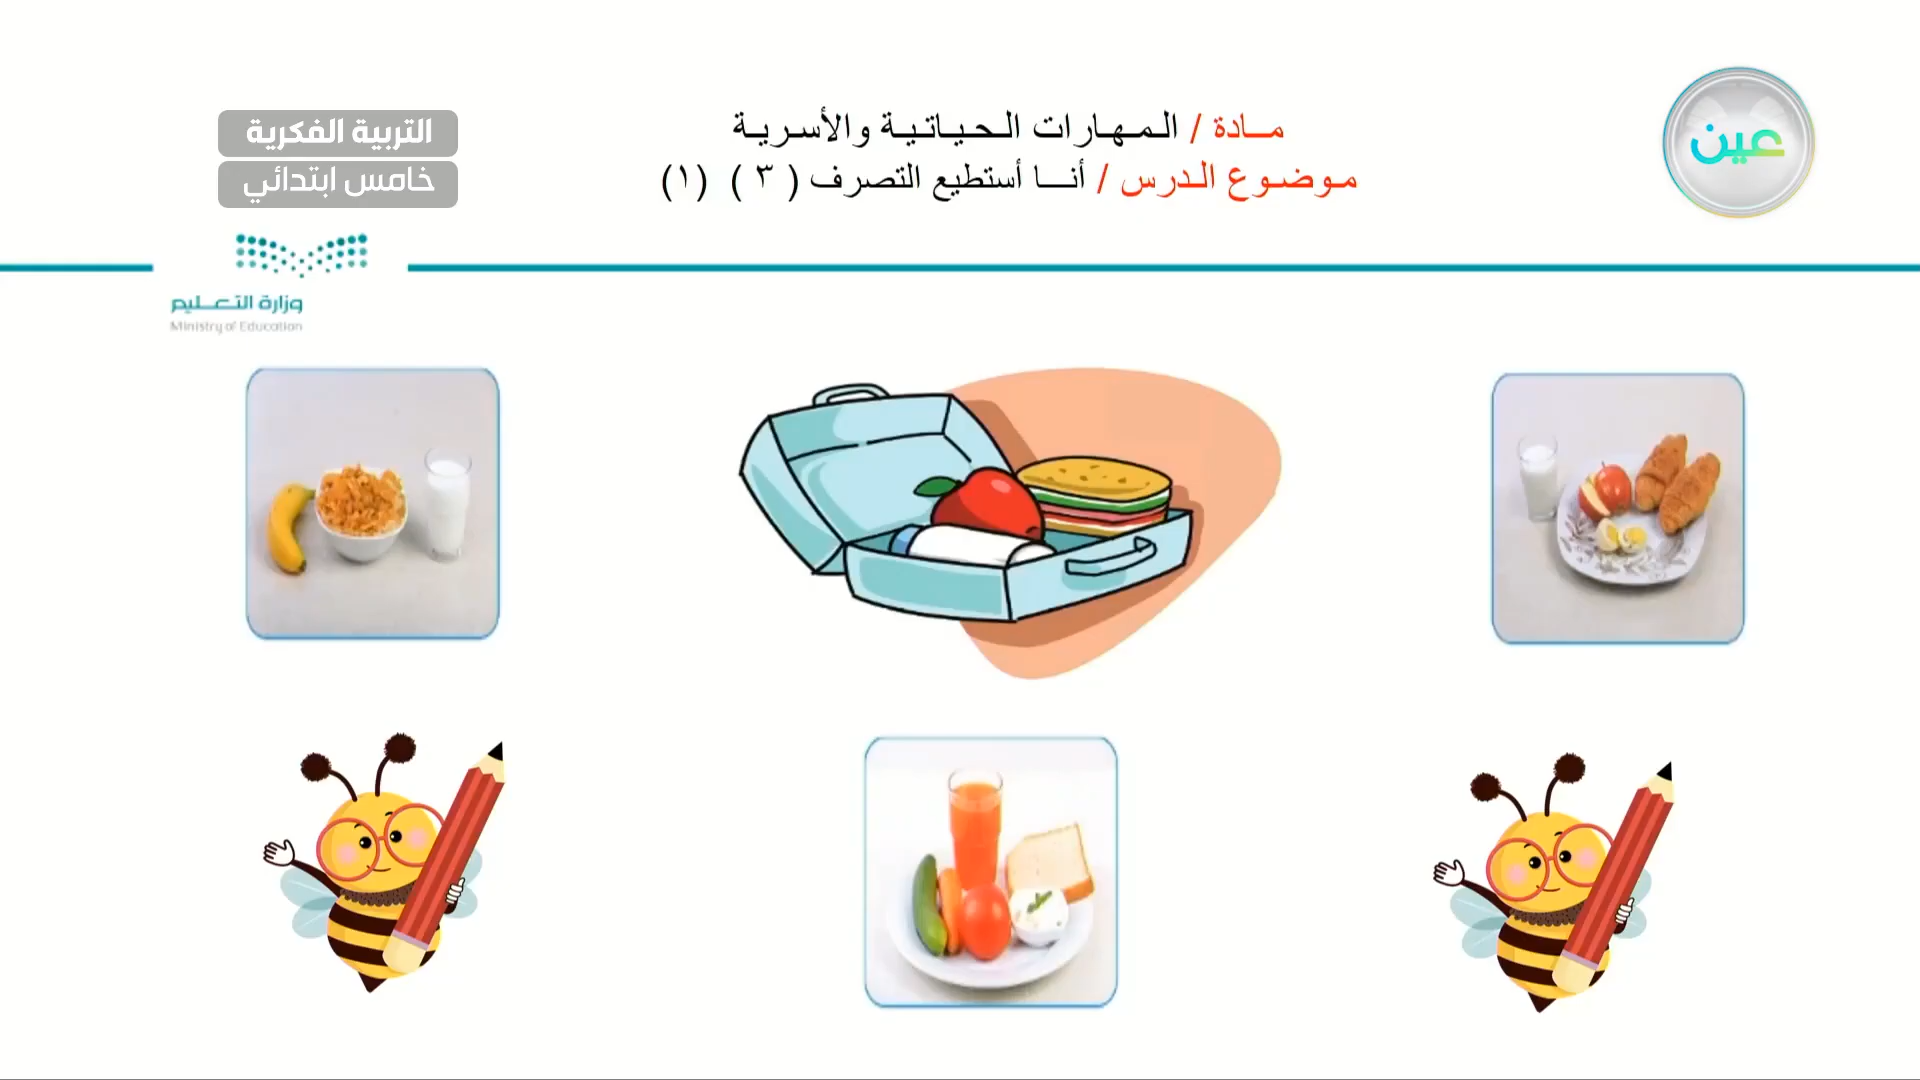 مادة / المهارات الحياتية والأسرية
موضوع الدرس / أنا أستطيع التصرف ( ٣ ) (١)
عين
التربية الفكرية
خامس ابتدائي
وزارة التعليم
Ministry of Education